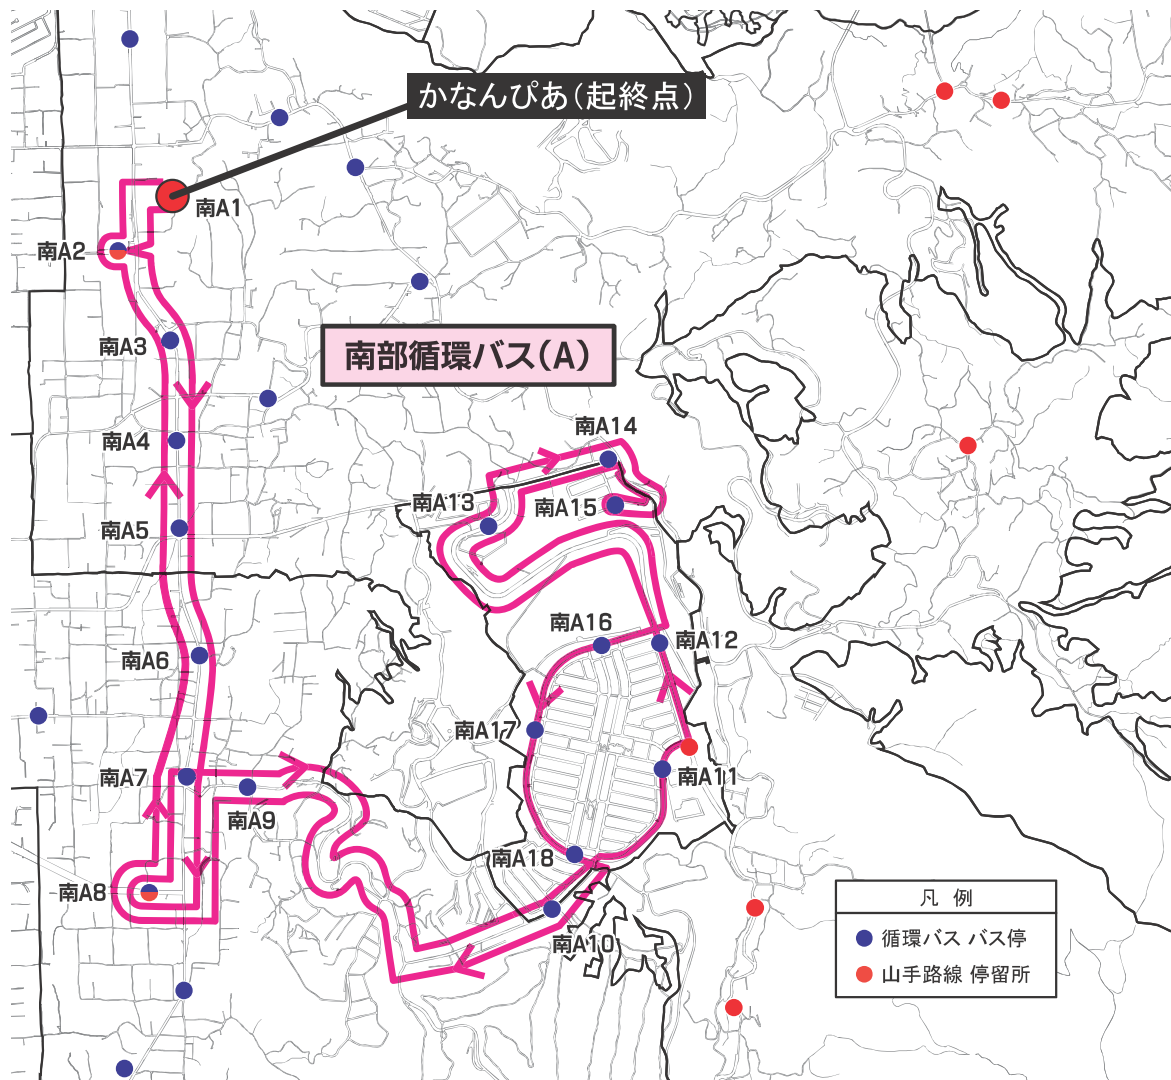 かなんぴあ（起終点）
南A1
南A2
南部循環バス（A）
南A3
南A4
南A14
南A13
南A15
南A5
南A16
南A12
南A6
南A17
南A7
南A11
南A9
南A18
南A8
南A10
凡 例
循環バス バス停
山手路線 停留所